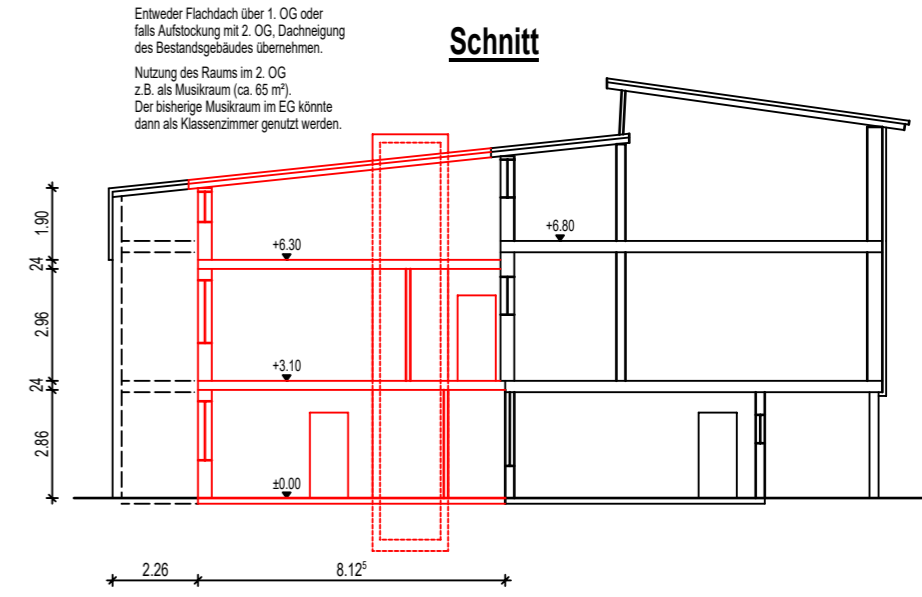 Entweder Flachdach über 1. OG oder
falls Aufstockung mit 2. OG, Dachneigung
des Bestandsgebäudes übernehmen.
Nutzung des Raums im 2. OG
z.B. als Musikraum (ca. 65 m²).
Der bisherige Musikraum im EG könnte
dann als Klassenzimmer genutzt werden.
Schnitt
1.90
24
2.96
24
2.86
+6.30
+6.80
+3.10
±0.00
2.26
8.12⁵